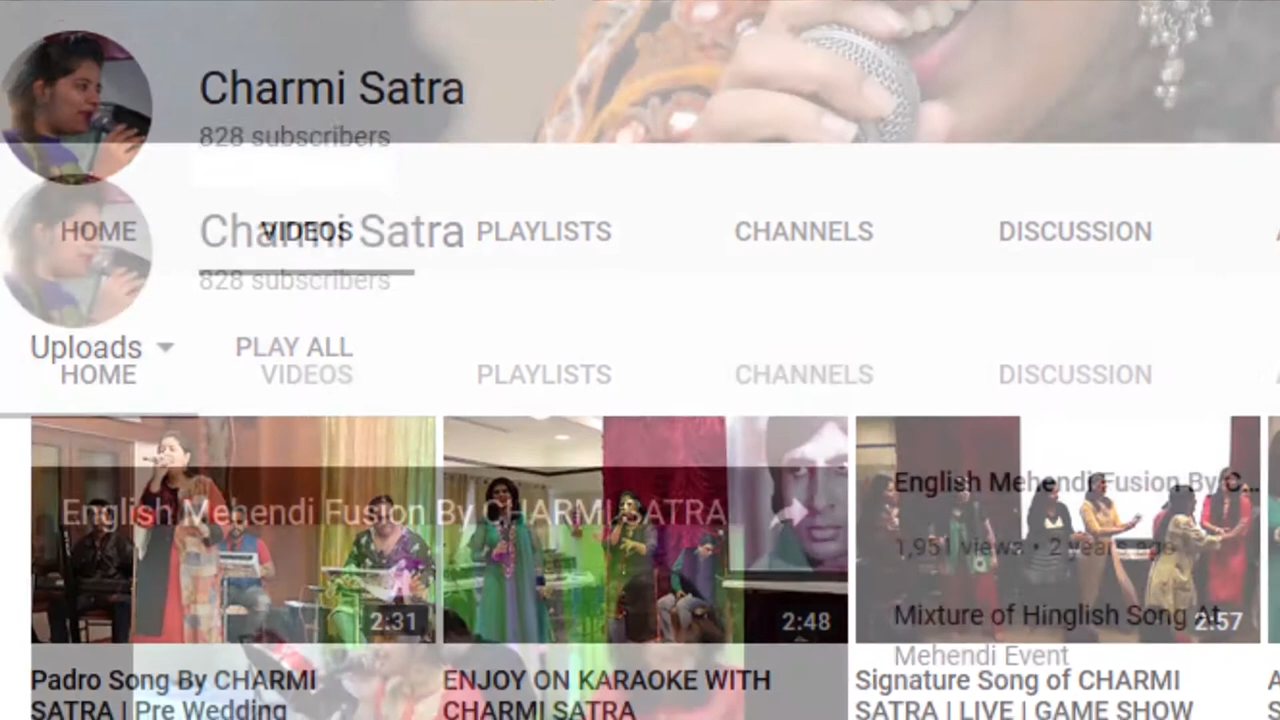 Charmi Satra
828 subscribers
Charmi Satra
828 subscribers
HOME VIDEOS PLAYLISTS CHANNELS DISCUSSION
Uploads PLAY ALL
HOME VIDEOS PLAYLISTS CHANNELS DISCUSSION
English Mehendi Fusion By CHARMI SATRA
English Mehendi Fusion By C...
1,951 views • 2 years ago
Mixture of Hinglish Song At
Mehendi Event
2:31
2:48
2:57
Padro Song By CHARMI
SATRA | Pre Wedding
ENJOY ON KARAOKE WITH
CHARMI SATRA
Signature Song of CHARMI
SATRA | LIVE | GAME SHOW